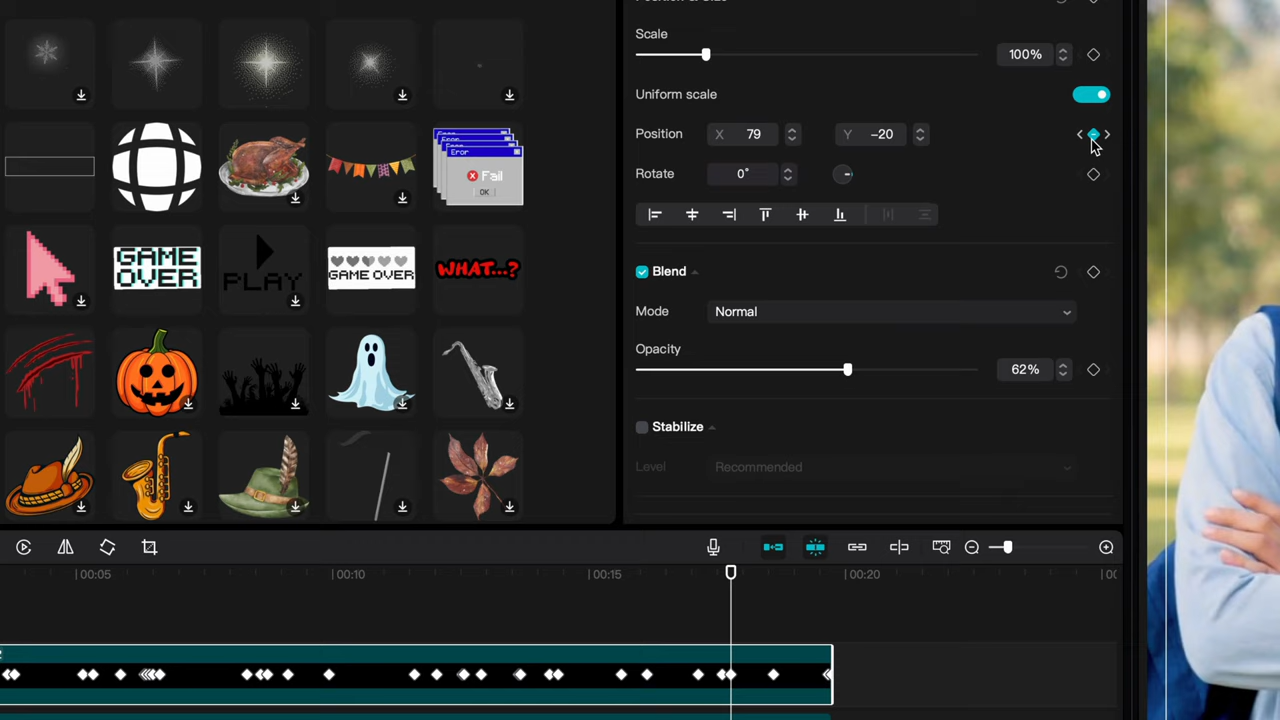 Scale
100%
Uniform scale
Position X 79 Y -20
Rotate 0°
Eror
Fail
OK
GAME OVER
PLAY
GAME OVER
WHAT...?
Blend
Mode Normal
Opacity
62%
Stabilize
Level Recommended
00:05 00:10 00:15 00:20